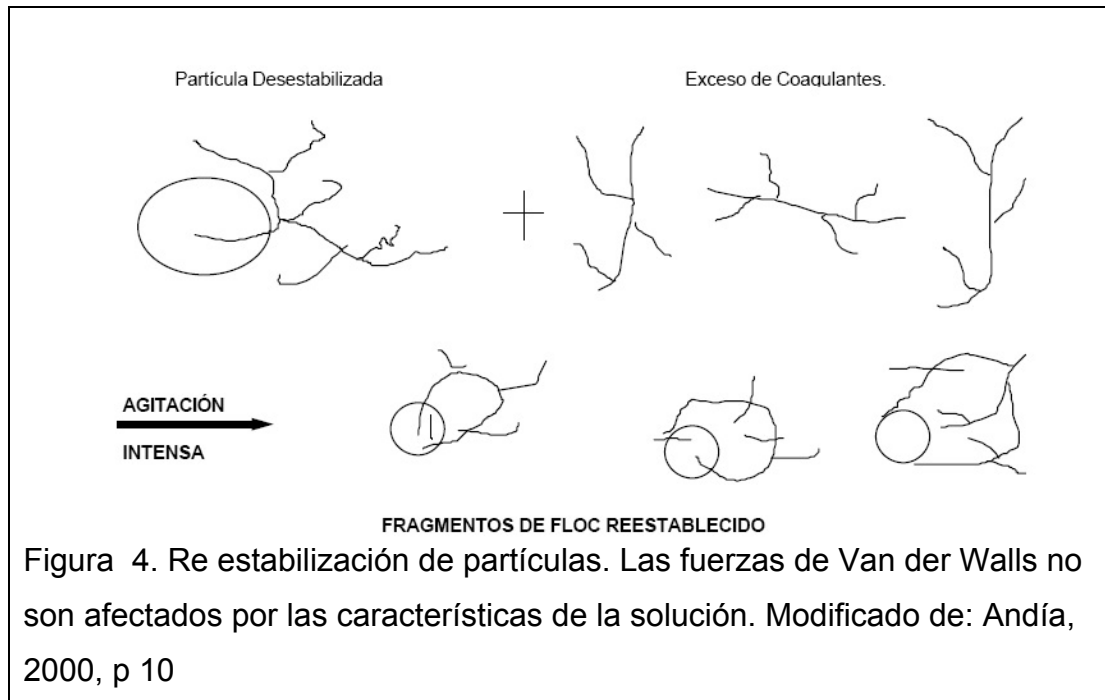 Partícula Desestabilizada
Exceso de Coagulantes.
AGITACIÓN
INTENSA
FRAGMENTOS DE FLOC REESTABLECIDO
Figura 4. Re estabilización de partículas. Las fuerzas de Van der Walls no
son afectados por las características de la solución. Modificado de: Andía,
2000, p 10